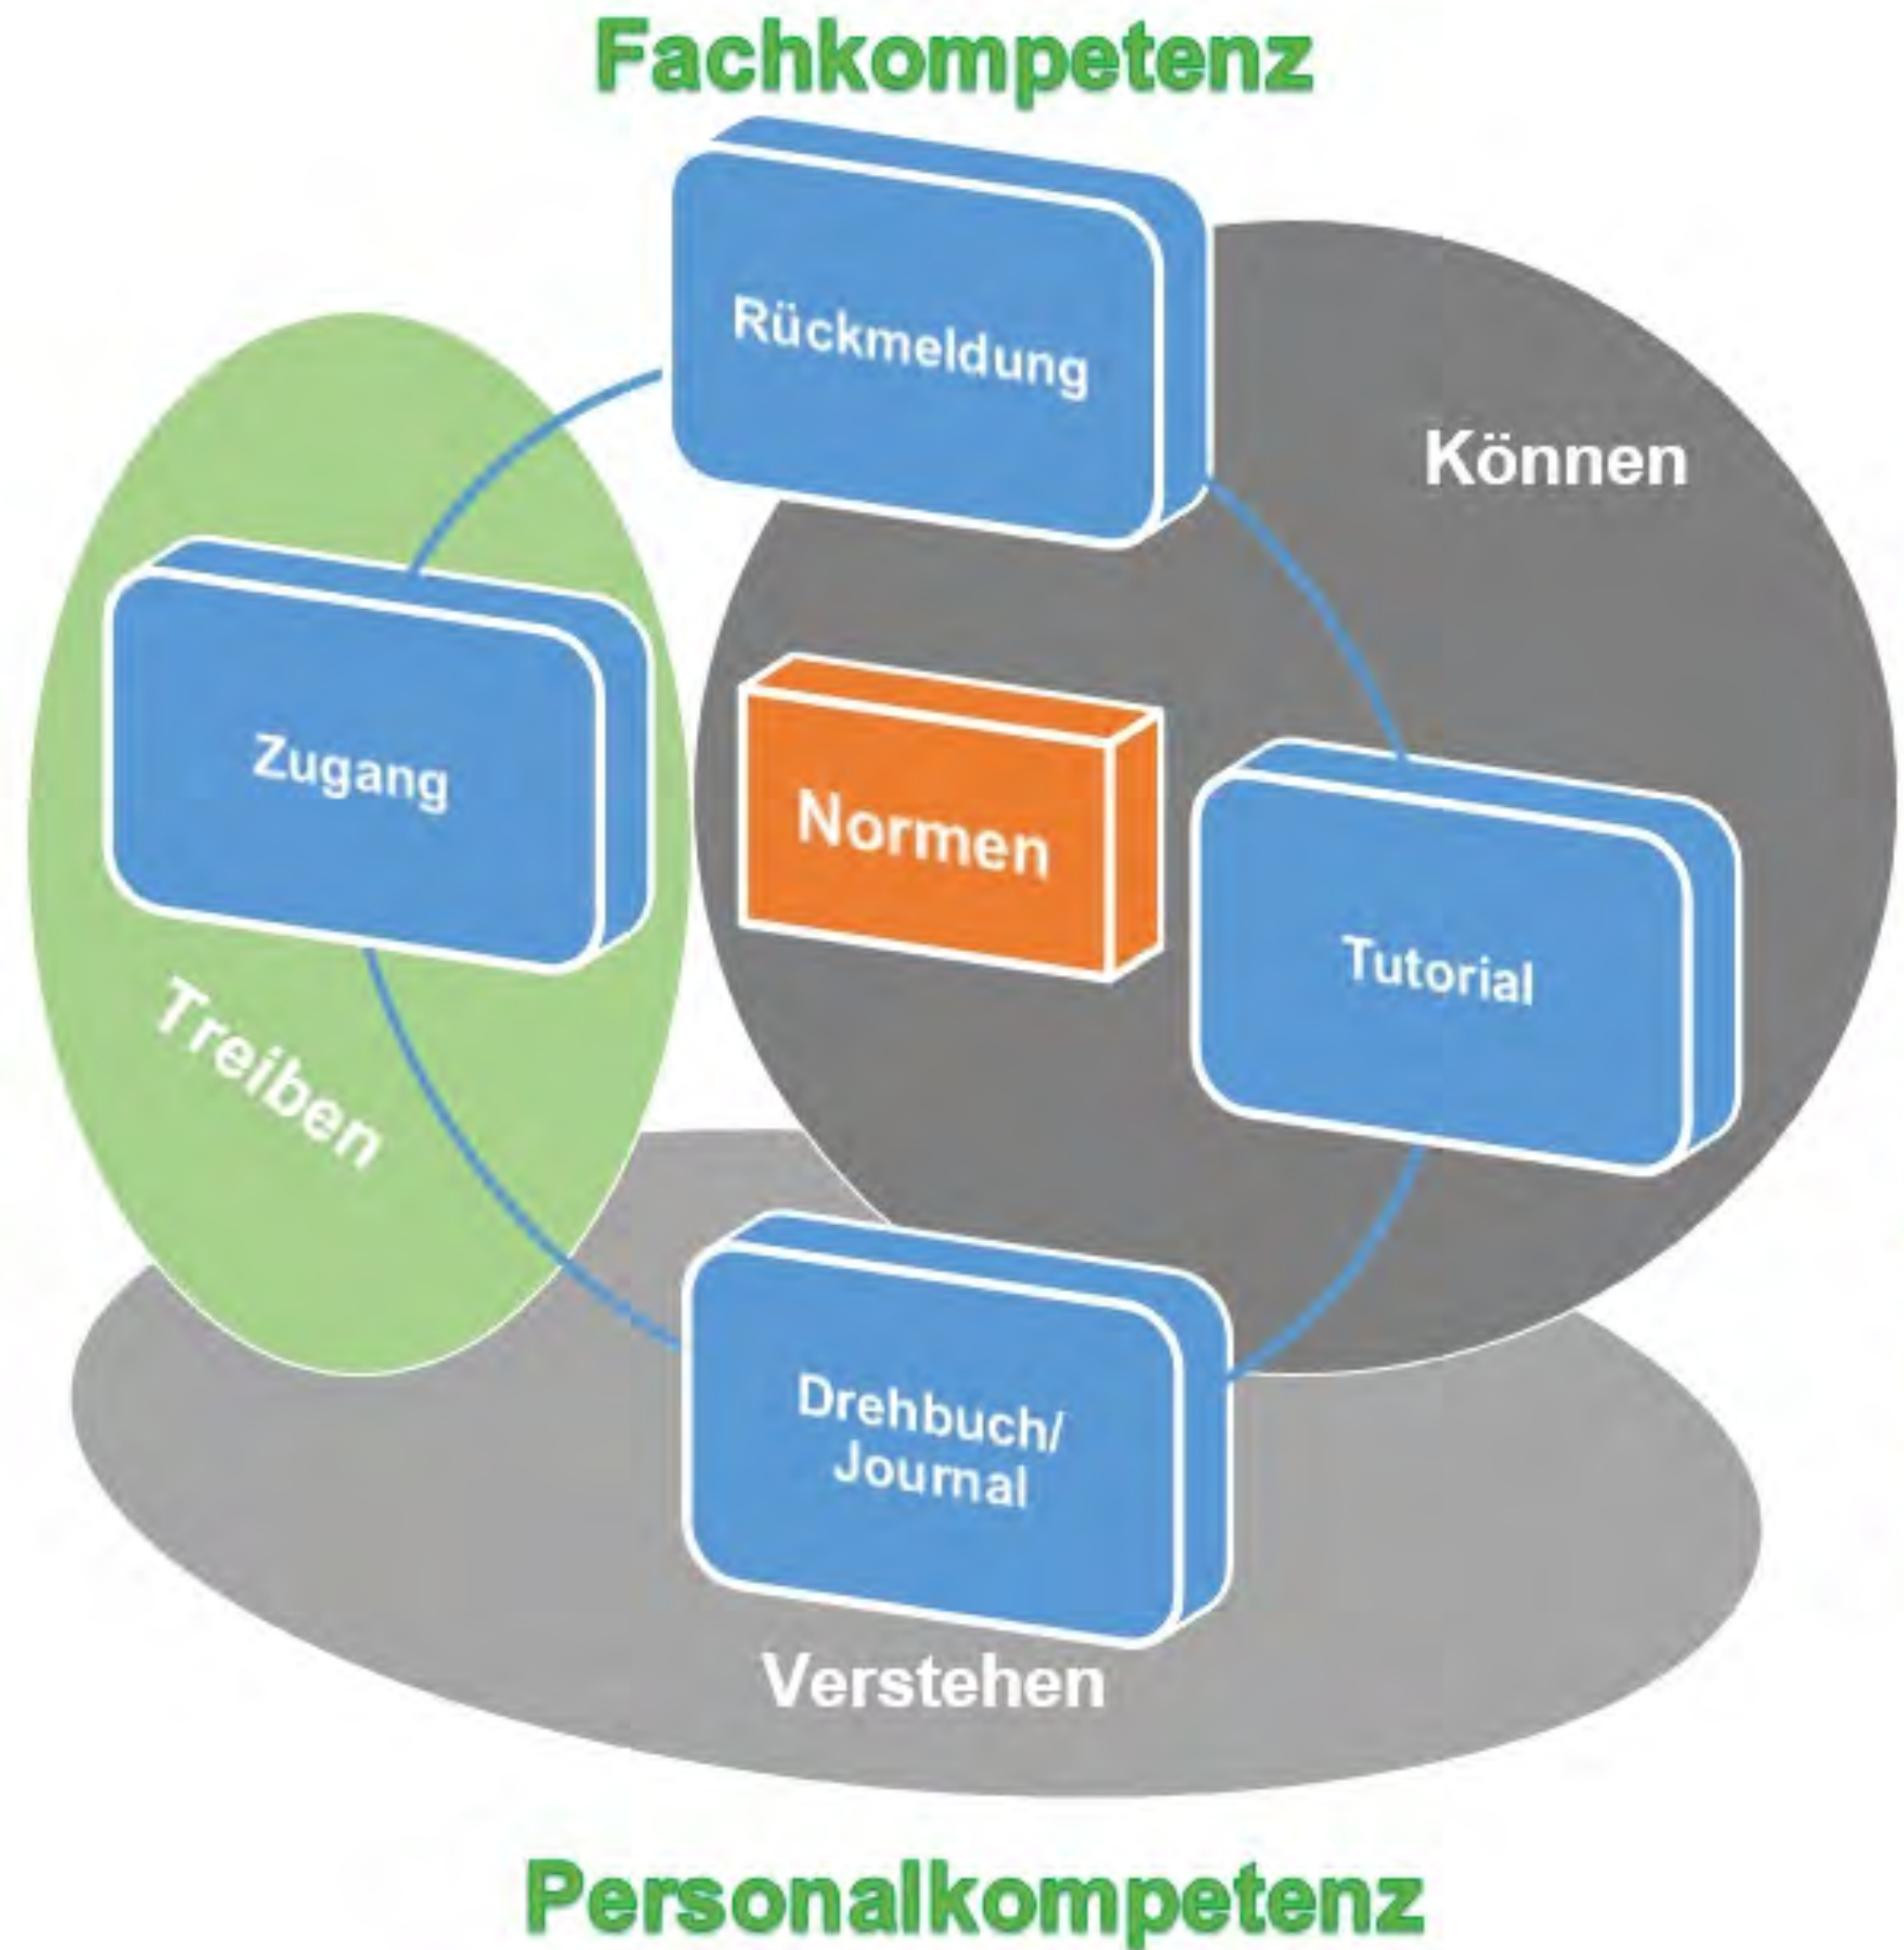 Fachkompetenz
Rückmeldung
Können
Zugang
Normen
Tutorial
Treiben
Drehbuch/
Journal
Verstehen
Personalkompetenz